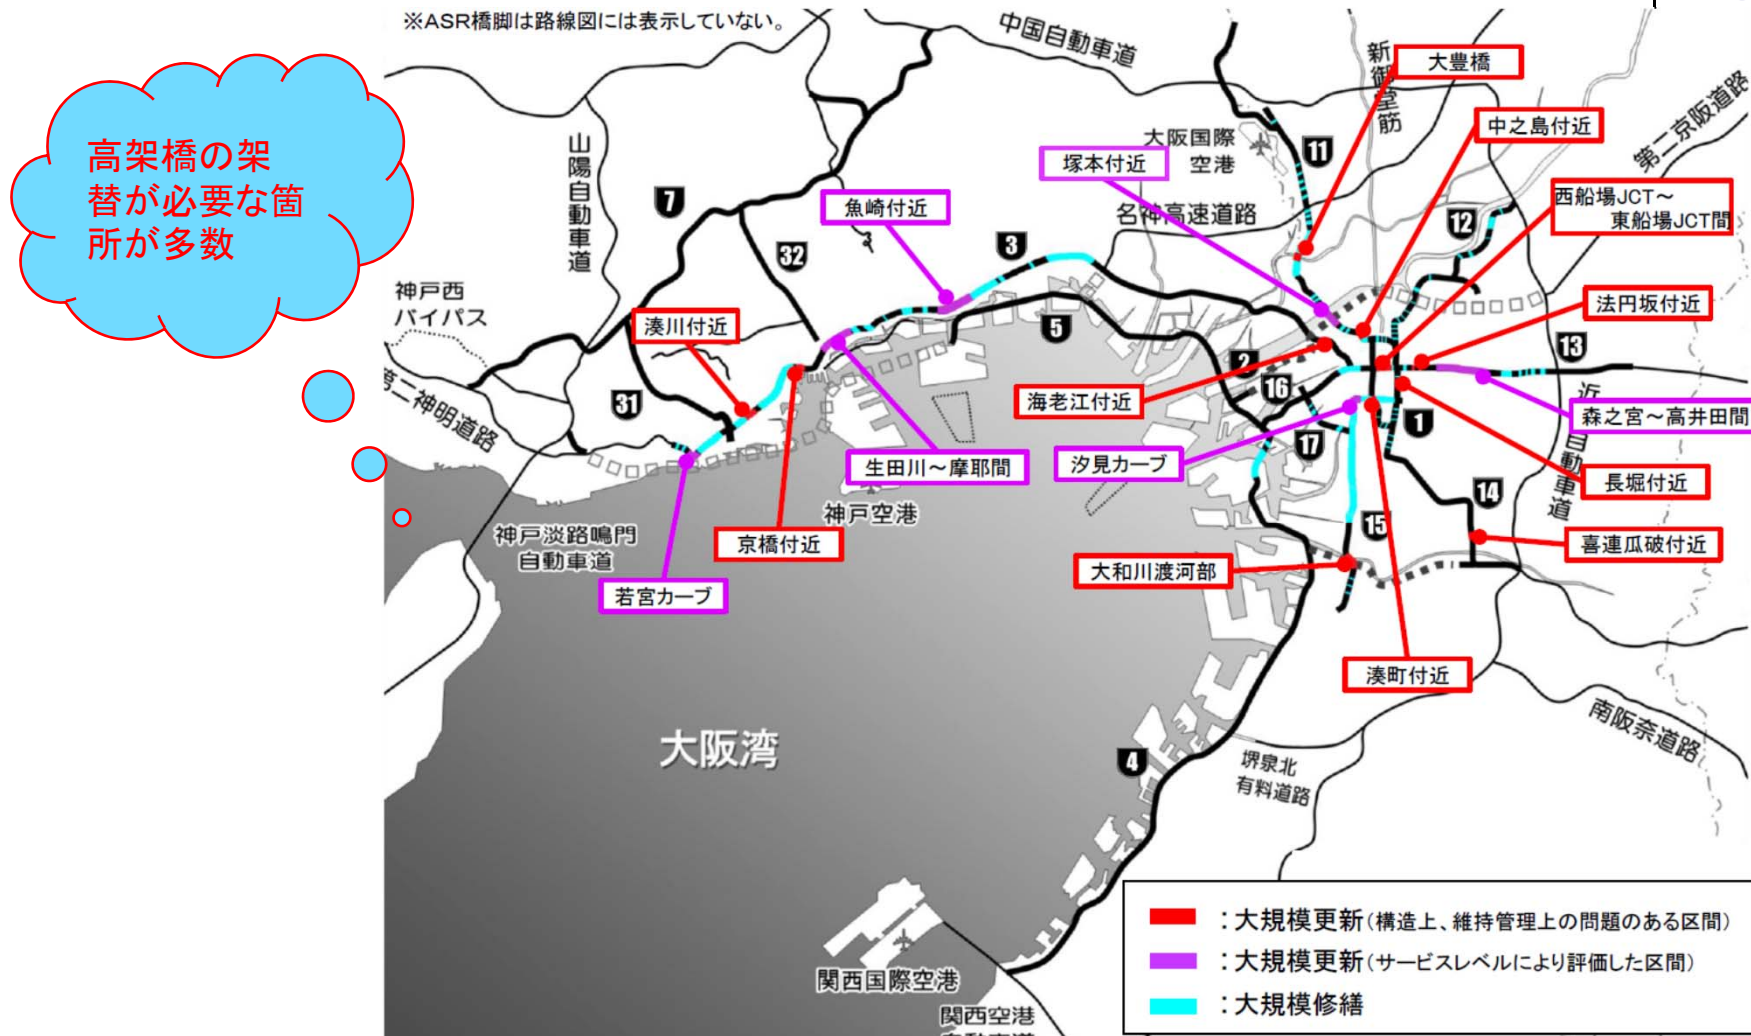 ※ASR橋脚は路線図には表示していない。
高架橋の架
替が必要な箇
所が多数
中国自動車道
新御堂筋
大豊橋
中之島付近
第二京阪道路
大阪国際
空港
11
塚本付近
山陽自動車道
7
魚崎付近
名神高速道路
西船場JCT～
東船場JCT間
12
32
3
神戸西
バイパス
湊川付近
5
法円坂付近
2
13
16
第二神明道路
31
海老江付近
近
自動車道
森之宮～高井田間
1
17
生田川～摩耶間
汐見カーブ
長堀付近
14
神戸空港
15
神戸淡路鳴門
自動車道
京橋付近
喜連瓜破付近
大和川渡河部
若宮カーブ
湊町付近
南阪奈道路
大阪湾
4
堺泉北
有料道路
：大規模更新（構造上、維持管理上の問題のある区間）
：大規模更新（サービスレベルにより評価した区間）
：大規模修繕
関西国際空港
関西空港